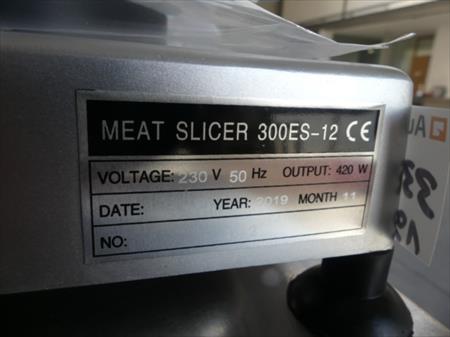 MEAT SLICER 300ES-12 CE
VOLTAGE: 230 V 50 Hz OUTPUT: 420 W
DATE: YEAR: 2019 MONTH 11
NO: